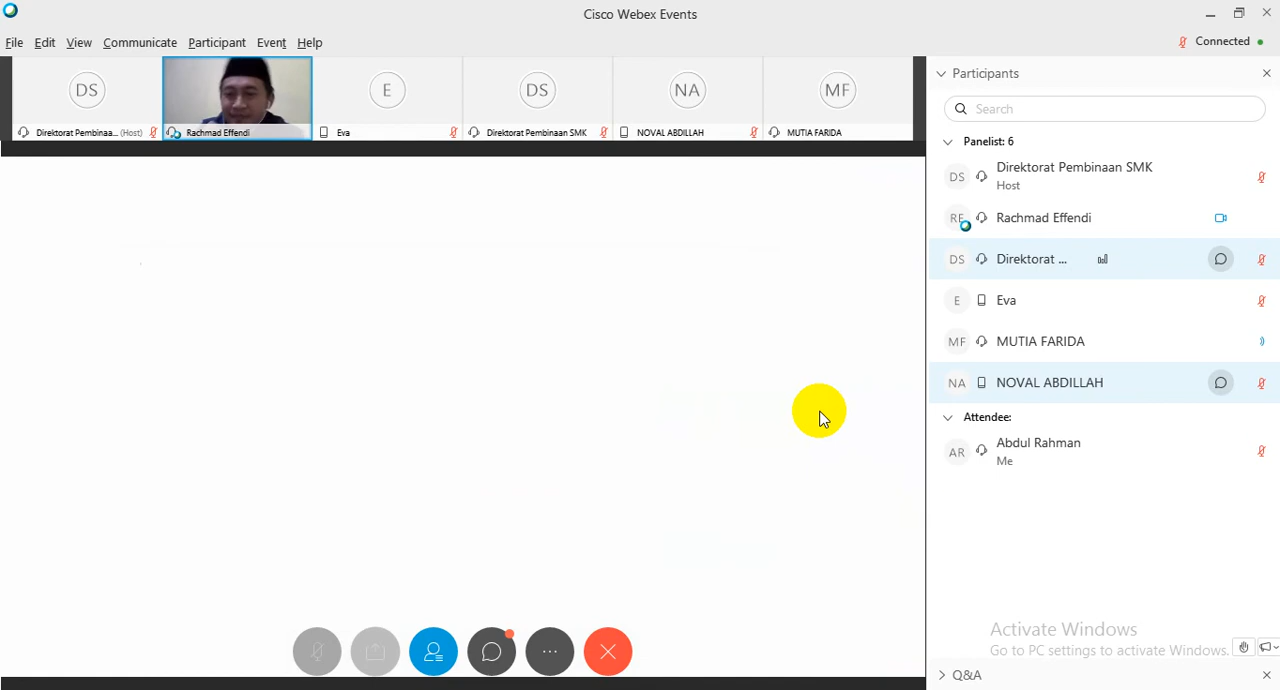 Cisco Webex Events
File Edit View Communicate Participant Event Help
Connected
DS
E
DS
NA
MF
Direktorat Pembinaa... (Host)
Rachmad Effendi
Eva
Direktorat Pembinaan SMK
NOVAL ABDILLAH
MUTIA FARIDA
Participants
Search
Panelist: 6
DS
Direktorat Pembinaan SMK
Host
RE
Rachmad Effendi
DS
Direktorat ...
E
Eva
MF
MUTIA FARIDA
NA
NOVAL ABDILLAH
Attendee:
AR
Abdul Rahman
Me
Activate Windows
Go to PC settings to activate Windows.
Q&A